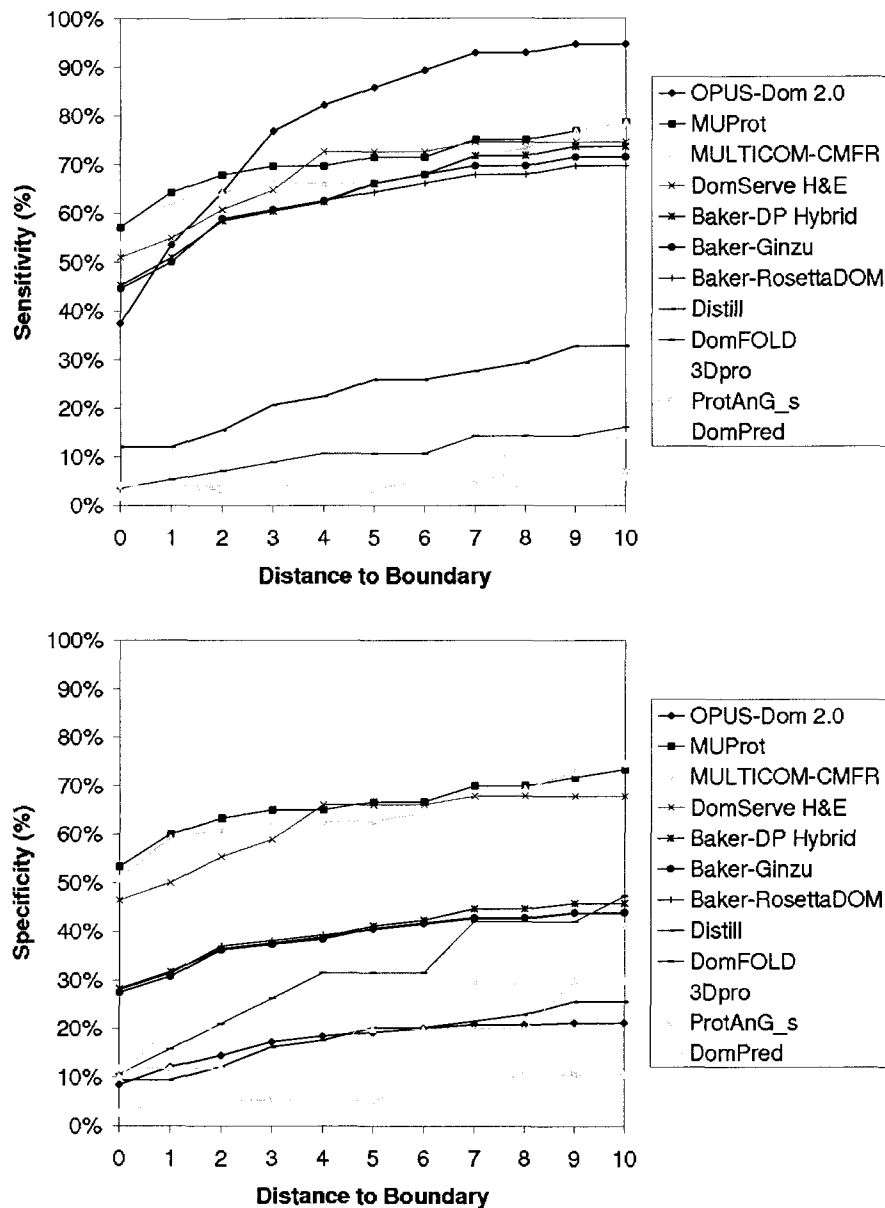 100%
90%
80%
70%
60%
50%
40%
30%
20%
10%
0%
Sensitivity (%)
0 1 2 3 4 5 6 7 8 9 10
Distance to Boundary
OPUS-Dom 2.0
MUProt
MULTICOM-CMFR
DomServe H&E
Baker-DP Hybrid
Baker-Ginzu
Baker-RosettaDOM
Distill
DomFOLD
3Dpro
ProtAnG_s
DomPred
100%
90%
80%
70%
60%
50%
40%
30%
20%
10%
0%
Specificity (%)
0 1 2 3 4 5 6 7 8 9 10
Distance to Boundary
OPUS-Dom 2.0
MUProt
MULTICOM-CMFR
DomServe H&E
Baker-DP Hybrid
Baker-Ginzu
Baker-RosettaDOM
Distill
DomFOLD
3Dpro
ProtAnG_s
DomPred